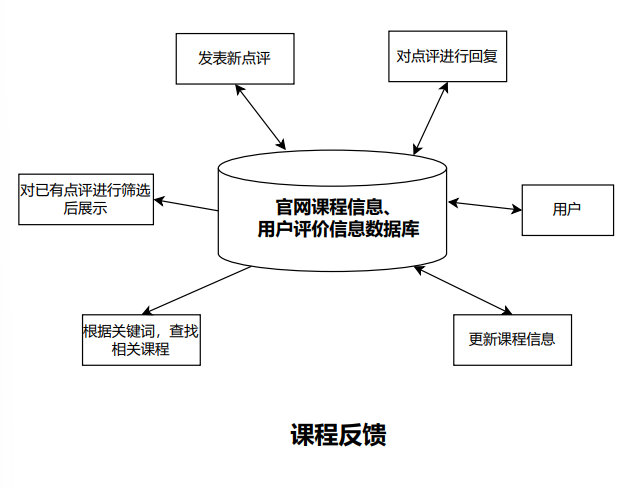 发表新点评
对点评进行回复
对已有点评进行筛选
后展示
官网课程信息、
用户评价信息数据库
用户
根据关键词，查找
相关课程
更新课程信息
课程反馈